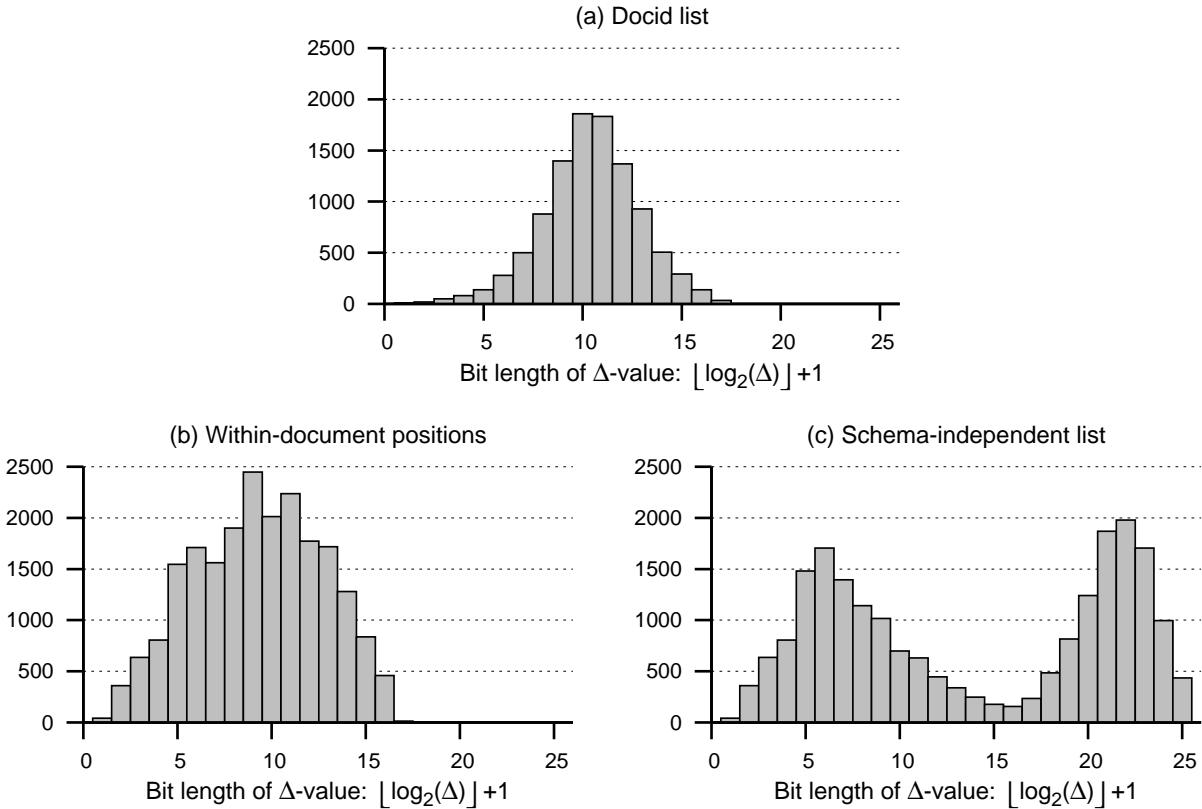 (a) Docid list
2500
2000
1500
1000
500
0
0 5 10 15 20 25
Bit length of Δ-value: ⌊log₂(Δ)⌋+1
(b) Within-document positions
2500
2000
1500
1000
500
0
0 5 10 15 20 25
Bit length of Δ-value: ⌊log₂(Δ)⌋+1
(c) Schema-independent list
2500
2000
1500
1000
500
0
0 5 10 15 20 25
Bit length of Δ-value: ⌊log₂(Δ)⌋+1